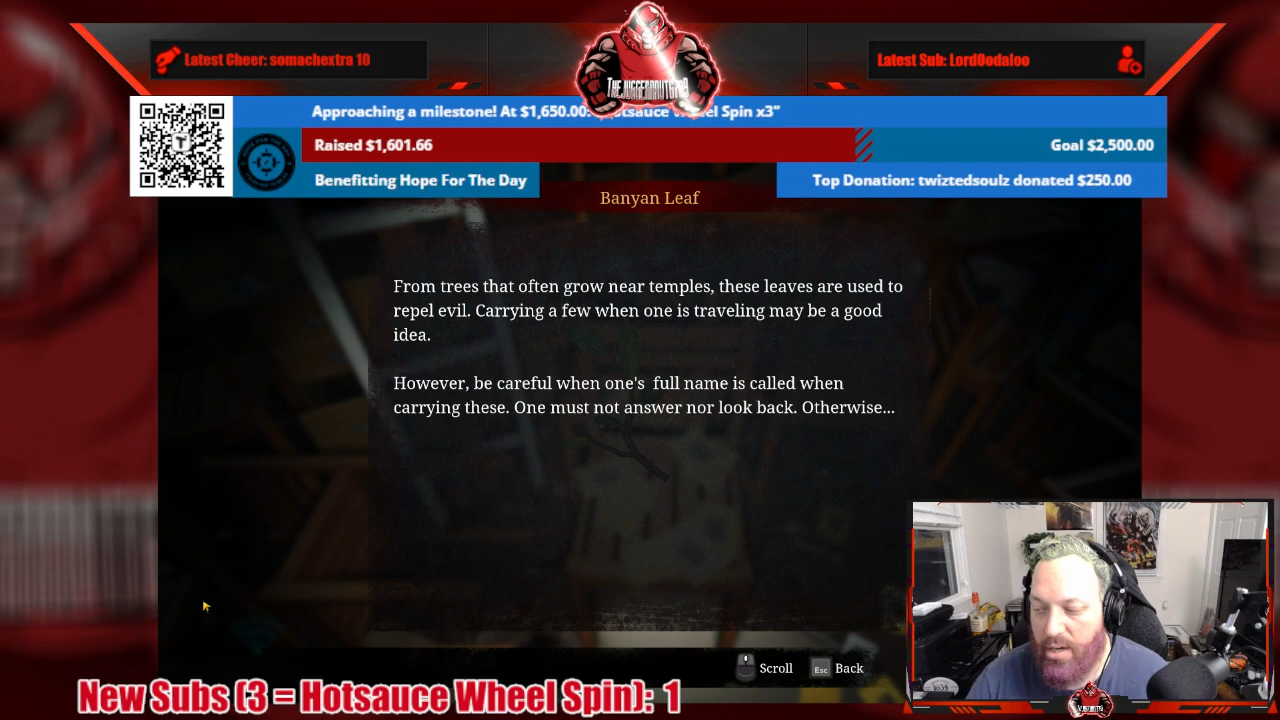 Latest Cheer: somachextra 10
Latest Sub: LordOodaloo
Approaching a milestone! At $1,650.00: Wheel Spin x3"
Raised $1,601.66
Goal $2,500.00
Benefitting Hope For The Day
Top Donation: twiztedsoulz donated $250.00
Banyan Leaf
From trees that often grow near temples, these leaves are used to
repel evil. Carrying a few when one is traveling may be a good
idea.
However, be careful when one's  full name is called when
carrying these. One must not answer nor look back. Otherwise...
Esc
Scroll
Back
New Subs (3 = Hotsauce Wheel Spin): 1